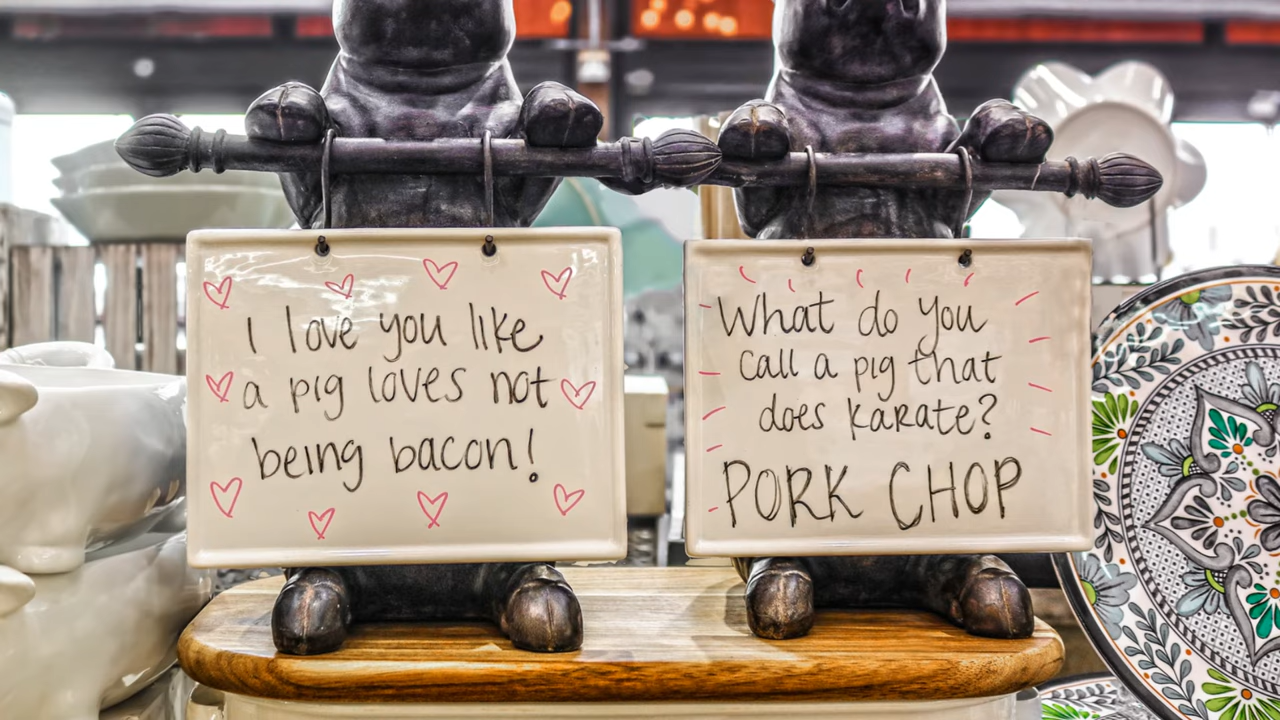 I love you like
a pig loves not
being bacon!
What do you
call a pig that
does karate?
PORK CHOP